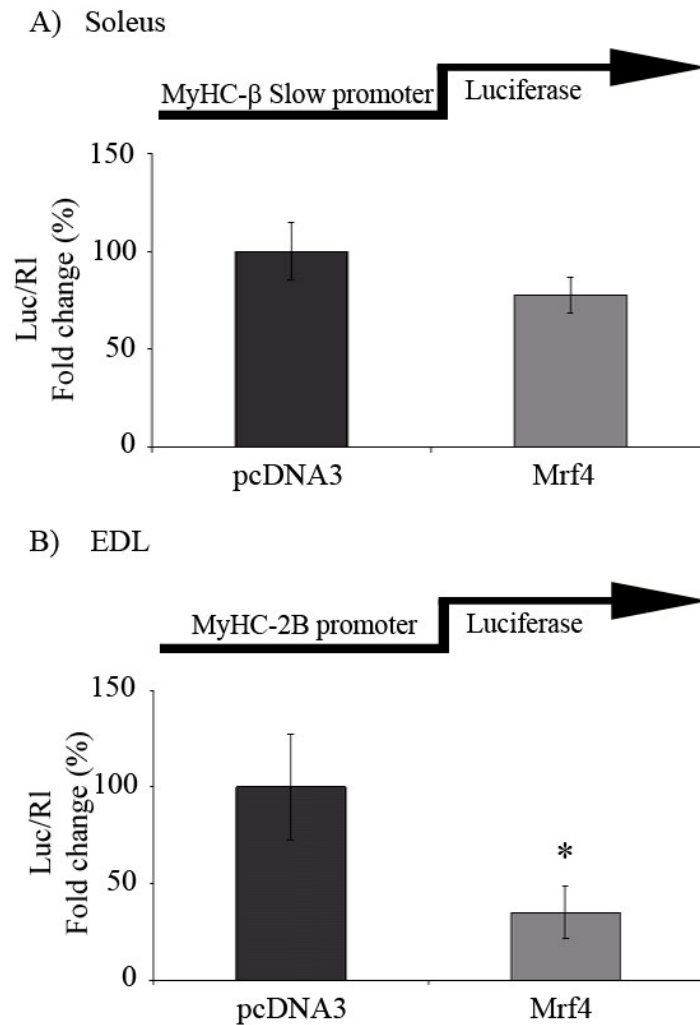 A) Soleus
MyHC-β Slow promoter
Luciferase
150
100
50
0
Luc/Rl
Fold change (%)
pcDNA3
Mrf4
B) EDL
MyHC-2B promoter
Luciferase
150
100
50
0
Luc/Rl
Fold change (%)
*
pcDNA3
Mrf4